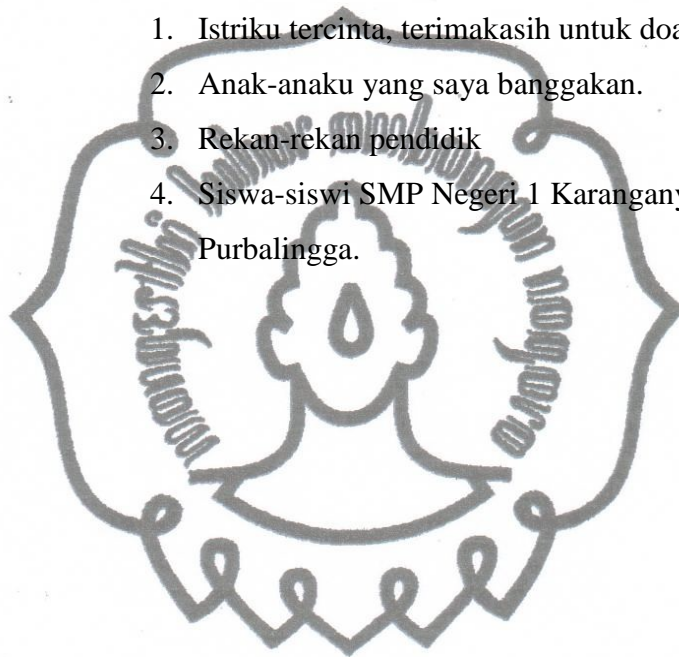 1. Istriku tercinta, terimakasih untuk doa
2. Anak-anaku yang saya banggakan.
3. Rekan-rekan pendidik
4. Siswa-siswi SMP Negeri 1 Karangany
Purbalingga.